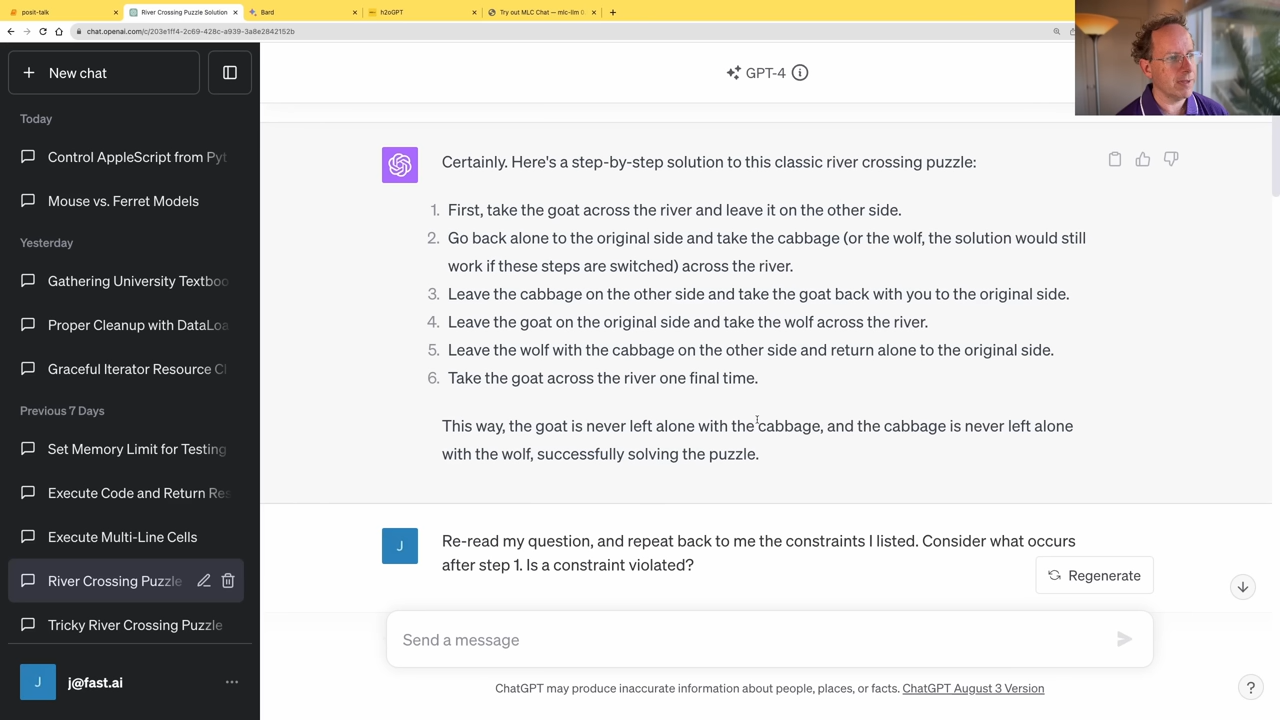 posit-talk
River Crossing Puzzle Solution
Bard
h2oGPT
Try out MLC Chat — mlc-llm 0
chat.openai.com/c/203e1ff4-2c69-428c-a939-3a8e2842152b
New chat
Today
Control AppleScript from Pyt
Mouse vs. Ferret Models
Yesterday
Gathering University Textboo
Proper Cleanup with DataLoa
Graceful Iterator Resource Cl
Previous 7 Days
Set Memory Limit for Testing
Execute Code and Return Res
Execute Multi-Line Cells
River Crossing Puzzle
Tricky River Crossing Puzzle
J
j@fast.ai
GPT-4
Certainly. Here's a step-by-step solution to this classic river crossing puzzle:
1. First, take the goat across the river and leave it on the other side.
2. Go back alone to the original side and take the cabbage (or the wolf, the solution would still
work if these steps are switched) across the river.
3. Leave the cabbage on the other side and take the goat back with you to the original side.
4. Leave the goat on the original side and take the wolf across the river.
5. Leave the wolf with the cabbage on the other side and return alone to the original side.
6. Take the goat across the river one final time.
This way, the goat is never left alone with the cabbage, and the cabbage is never left alone
with the wolf, successfully solving the puzzle.
J
Re-read my question, and repeat back to me the constraints I listed. Consider what occurs
after step 1. Is a constraint violated?
Regenerate
Send a message
ChatGPT may produce inaccurate information about people, places, or facts. ChatGPT August 3 Version
?